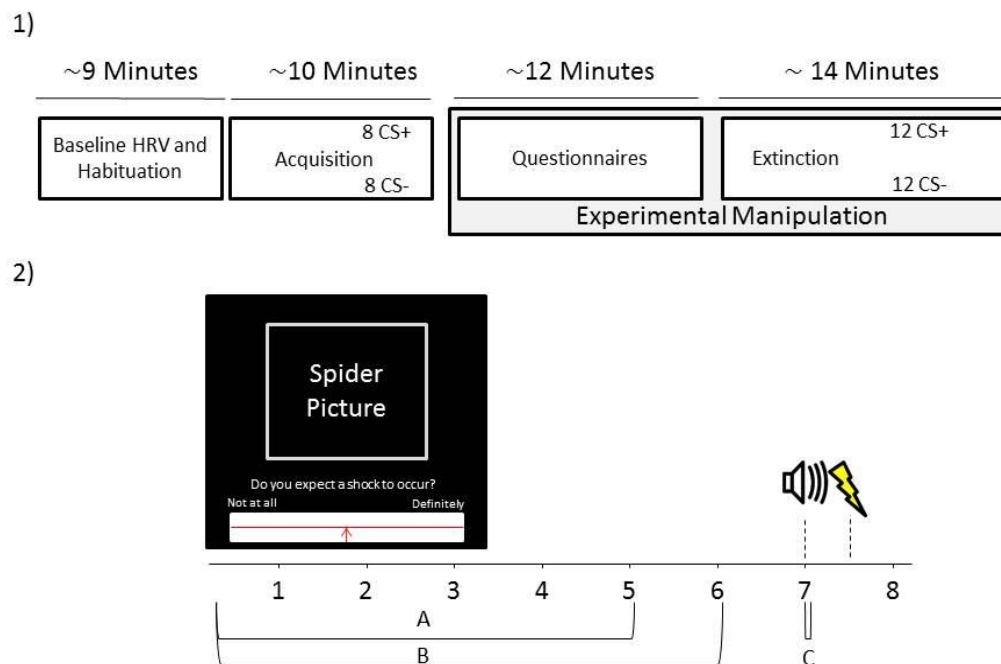 1)
~9 Minutes
~10 Minutes
~12 Minutes
~ 14 Minutes
Baseline HRV and
Habituation
Acquisition
8 CS+
8 CS-
Questionnaires
Extinction
12 CS+
12 CS-
Experimental Manipulation
2)
Spider
Picture
Do you expect a shock to occur?
Not at all Definitely
1 2 3 4 5 6 7 8
A
B C